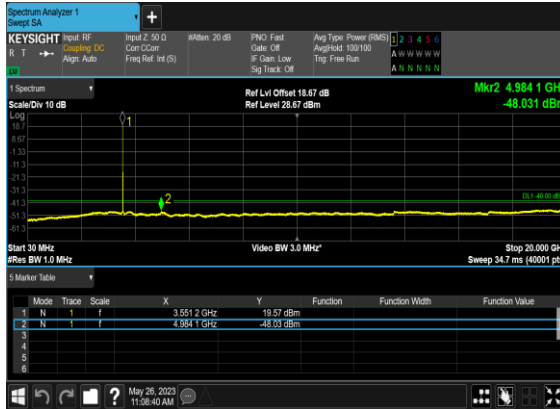 Spectrum Analyzer 1
Swept SA
KEYSIGHT
R T
LU
Input: RF
Coupling: DC
Align: Auto
Input Z: 50 Ω
Corr CCorr
Freq Ref: Int (S)
#Atten: 20 dB
PNO: Fast
Gate: Off
IF Gain: Low
Sig Track: Off
Avg Type: Power (RMS)
Avg|Hold: 100/100
Trig: Free Run
1 2 3 4 5 6
A W W W W W
A N N N N N
1 Spectrum
Scale/Div 10 dB
Ref Lvl Offset 18.67 dB
Ref Level 28.67 dBm
Mkr2 4.984 1 GH
-48.031 dB
Log
18.7
8.67
-1.33
-11.3
-21.3
-31.3
-41.3
-51.3
-61.3
1
2
DL1 -40.00 dB
Start 30 MHz
#Res BW 1.0 MHz
Video BW 3.0 MHz*
Stop 20.000 GH
Sweep 34.7 ms (40001 pt
5 Marker Table
Mode Trace Scale X Y Function Function Width Function Value
1 N 1 f 3.551 2 GHz 19.57 dBm
2 N 1 f 4.984 1 GHz -48.03 dBm
3
4
5
6
May 26, 2023
11:08:40 AM